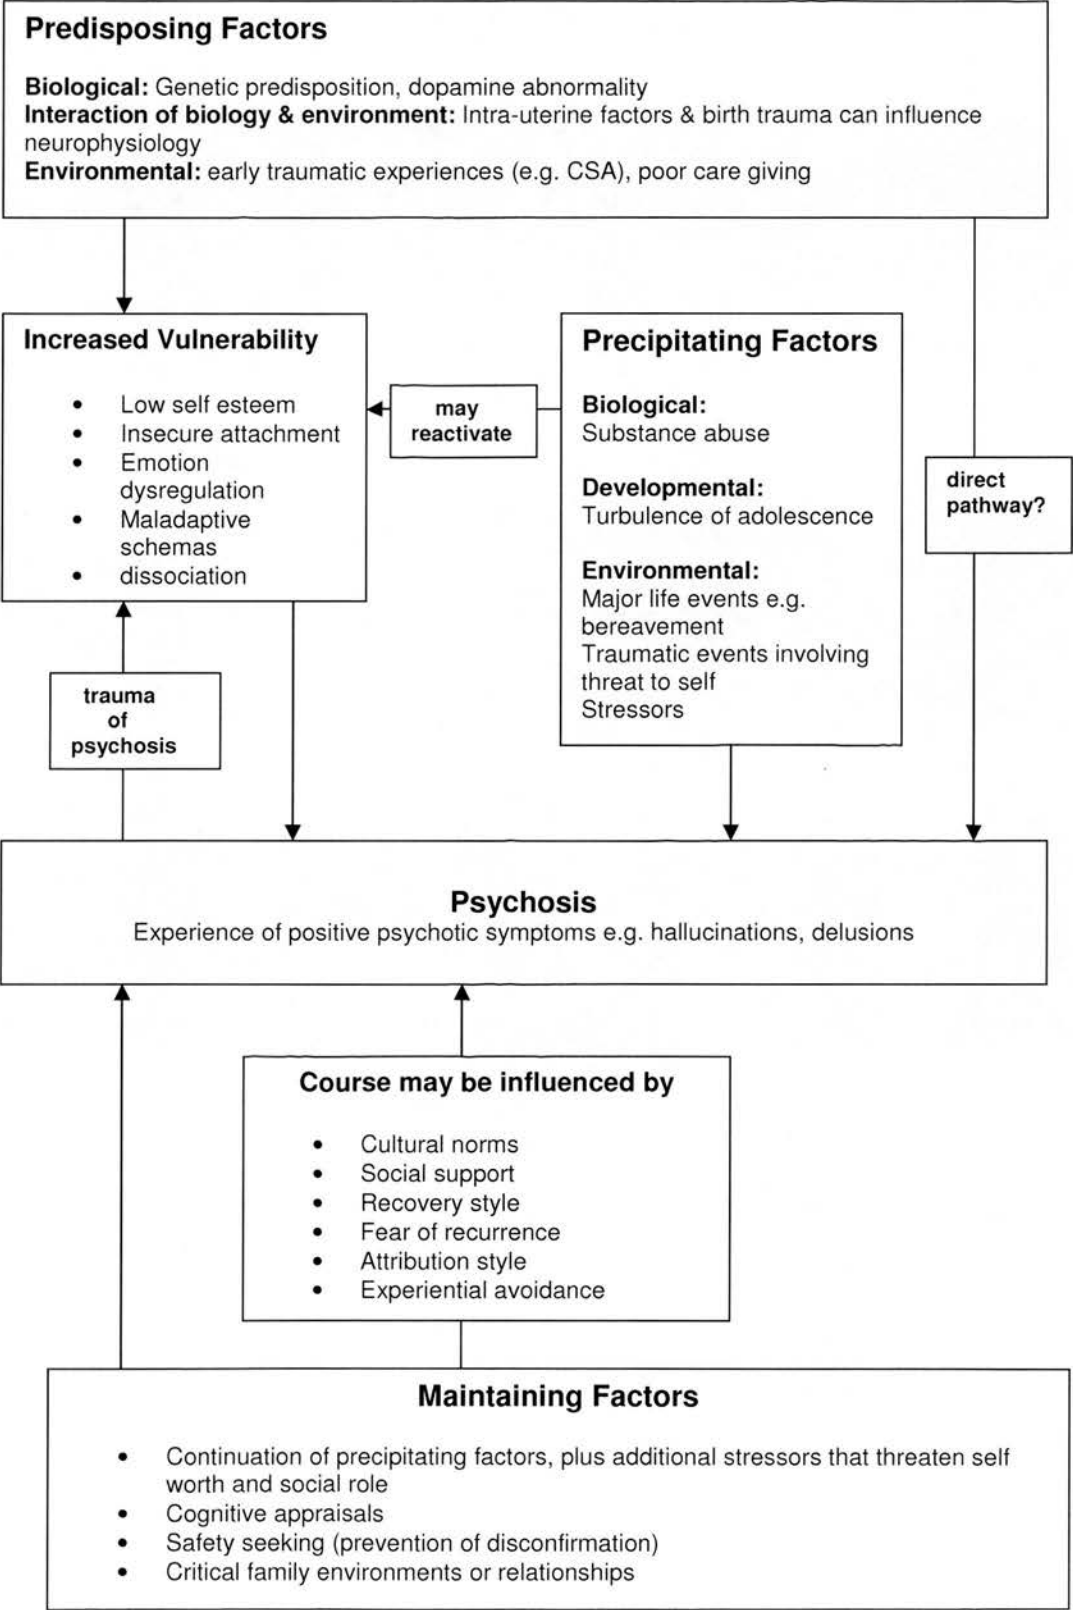 Predisposing Factors
Biological: Genetic predisposition, dopamine abnormality
Interaction of biology & environment: Intra-uterine factors & birth trauma can influence
neurophysiology
Environmental: early traumatic experiences (e.g. CSA), poor care giving
Increased Vulnerability
• Low self esteem
• Insecure attachment
• Emotion
dysregulation
• Maladaptive
schemas
• dissociation
may
reactivate
Precipitating Factors
Biological:
Substance abuse
Developmental:
Turbulence of adolescence
Environmental:
Major life events e.g.
bereavement
Traumatic events involving
threat to self
Stressors
direct
pathway?
trauma
of
psychosis
Psychosis
Experience of positive psychotic symptoms e.g. hallucinations, delusions
Course may be influenced by
• Cultural norms
• Social support
• Recovery style
• Fear of recurrence
• Attribution style
• Experiential avoidance
Maintaining Factors
• Continuation of precipitating factors, plus additional stressors that threaten self
worth and social role
• Cognitive appraisals
• Safety seeking (prevention of disconfirmation)
• Critical family environments or relationships